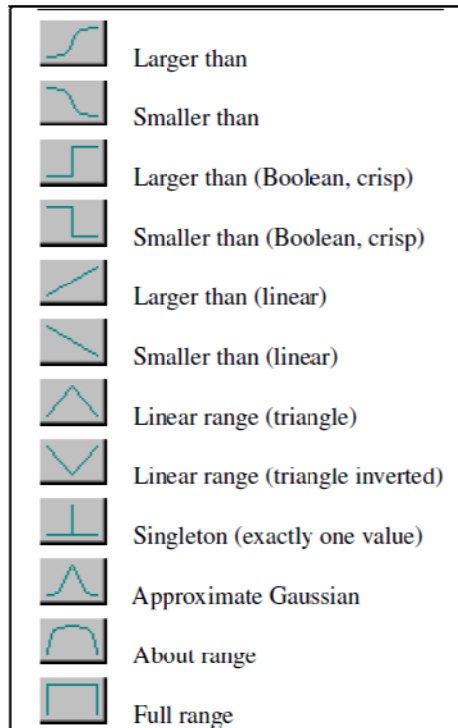 Larger than
Smaller than
Larger than (Boolean, crisp)
Smaller than (Boolean, crisp)
Larger than (linear)
Smaller than (linear)
Linear range (triangle)
Linear range (triangle inverted)
Singleton (exactly one value)
Approximate Gaussian
About range
Full range